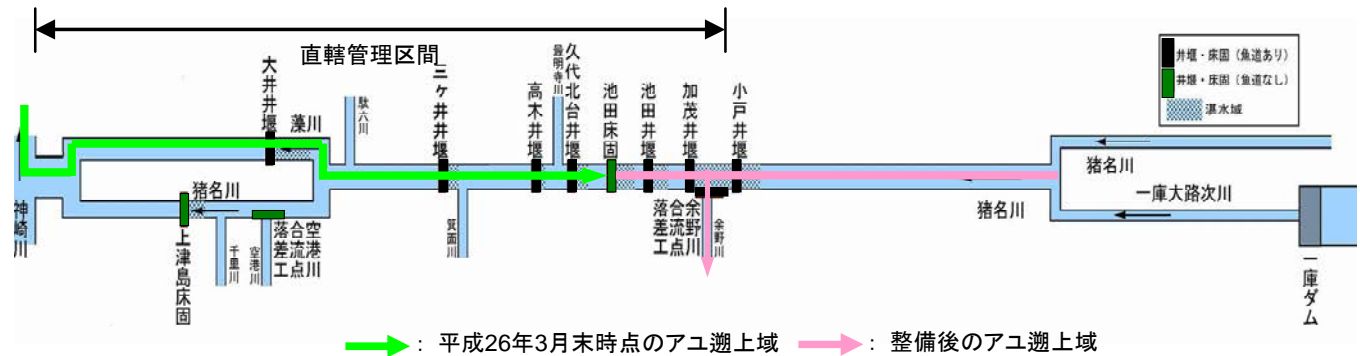 直轄管理区間
大井井堰
藻川
駄六川
三ヶ井井堰
高木井堰
最明寺川
久代北台井堰
池田床固
池田井堰
加茂井堰
小戸井堰
井堰・床固（魚道あり）
井堰・床固（魚道なし）
湛水域
神崎川
猪名川
上津島床固
千里川
空港川
空港川
合流点
落差工
箕面川
余野川
合流点
落差工
余野川
猪名川
猪名川
一庫大路次川
一庫ダム
：平成26年3月末時点のアユ遡上域
：整備後のアユ遡上域